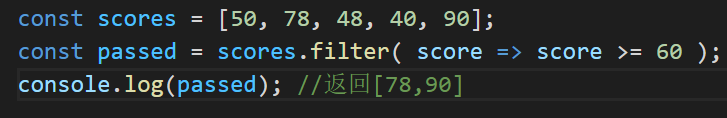 const scores = [50, 78, 48, 40, 90];
const passed = scores.filter( score => score >= 60 );
console.log(passed); //返回[78,90]